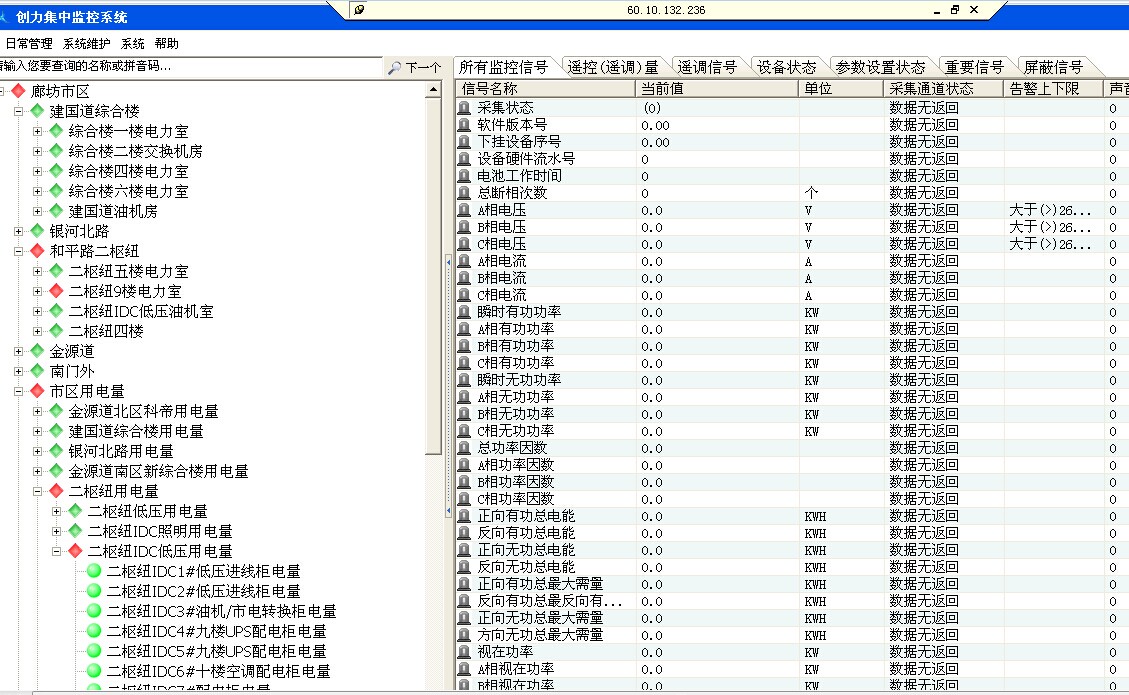 60.10.132.236
创力集中监控系统
日常管理 系统维护 系统 帮助
输入您要查询的名称或拼音码... 下一个
廊坊市区
建国道综合楼
综合楼一楼电力室
综合楼二楼交换机房
综合楼四楼电力室
综合楼六楼电力室
建国道油机房
银河北路
和平路二枢纽
二枢纽五楼电力室
二枢纽9楼电力室
二枢纽IDC低压油机室
二枢纽四楼
金源道
南门外
市区用电量
金源道北区科帝用电量
建国道综合楼用电量
银河北路用电量
金源道南区新综合楼用电量
二枢纽用电量
二枢纽低压用电量
二枢纽IDC照明用电量
二枢纽IDC低压用电量
二枢纽IDC1#低压进线柜电量
二枢纽IDC2#低压进线柜电量
二枢纽IDC3#油机/市电转换柜电量
二枢纽IDC4#九楼UPS配电柜电量
二枢纽IDC5#九楼UPS配电柜电量
二枢纽IDC6#十楼空调配电柜电量
二枢纽IDC7#配电柜电量
所有监控信号 遥控(遥调)量 遥调信号 设备状态 参数设置状态 重要信号 屏蔽信号
信号名称 当前值 单位 采集通道状态 告警上下限 声音
采集状态 (0) 数据无返回 0
软件版本号 0.00 数据无返回 0
下挂设备序号 0.00 数据无返回 0
设备硬件流水号 0 数据无返回 0
电池工作时间 0 数据无返回 0
总断相次数 0 个 数据无返回 0
A相电压 0.0 V 数据无返回 大于(>)26... 0
B相电压 0.0 V 数据无返回 大于(>)26... 0
C相电压 0.0 V 数据无返回 大于(>)26... 0
A相电流 0.0 A 数据无返回 0
B相电流 0.0 A 数据无返回 0
C相电流 0.0 A 数据无返回 0
瞬时有功功率 0.0 KW 数据无返回 0
A相有功功率 0.0 KW 数据无返回 0
B相有功功率 0.0 KW 数据无返回 0
C相有功功率 0.0 KW 数据无返回 0
瞬时无功功率 0.0 KW 数据无返回 0
A相无功功率 0.0 KW 数据无返回 0
B相无功功率 0.0 KW 数据无返回 0
C相无功功率 0.0 KW 数据无返回 0
总功率因数 0.0 数据无返回 0
A相功率因数 0.0 数据无返回 0
B相功率因数 0.0 数据无返回 0
C相功率因数 0.0 数据无返回 0
正向有功总电能 0.0 KWH 数据无返回 0
反向有功总电能 0.0 KWH 数据无返回 0
正向无功总电能 0.0 KWH 数据无返回 0
反向无功总电能 0.0 KWH 数据无返回 0
正向有功总最大需量 0.0 KWH 数据无返回 0
反向有功总最反向有... 0.0 KWH 数据无返回 0
正向无功总最大需量 0.0 KWH 数据无返回 0
方向无功总最大需量 0.0 KWH 数据无返回 0
视在功率 0.0 KW 数据无返回 0
A相视在功率 0.0 KW 数据无返回 0
B相视在功率 0.0 KW 数据无返回 0